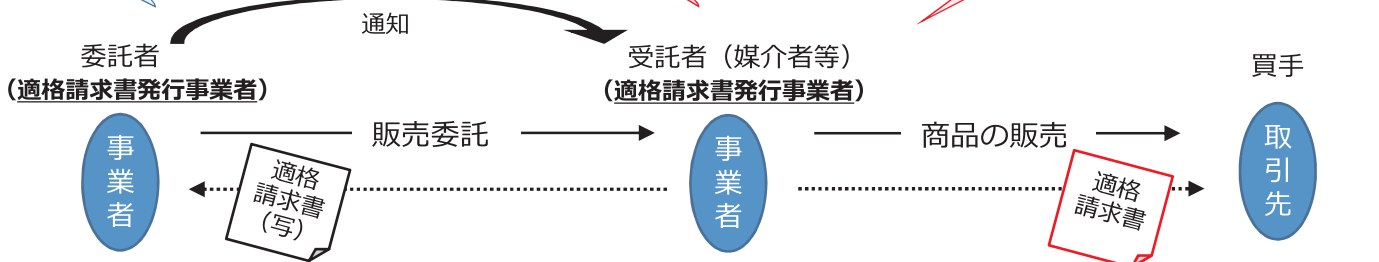 通知
委託者
（適格請求書発行事業者）
受託者（媒介者等）
（適格請求書発行事業者）
買手
販売委託
商品の販売
事業者
事業者
取引先
適格
請求書
（写）
適格
請求書